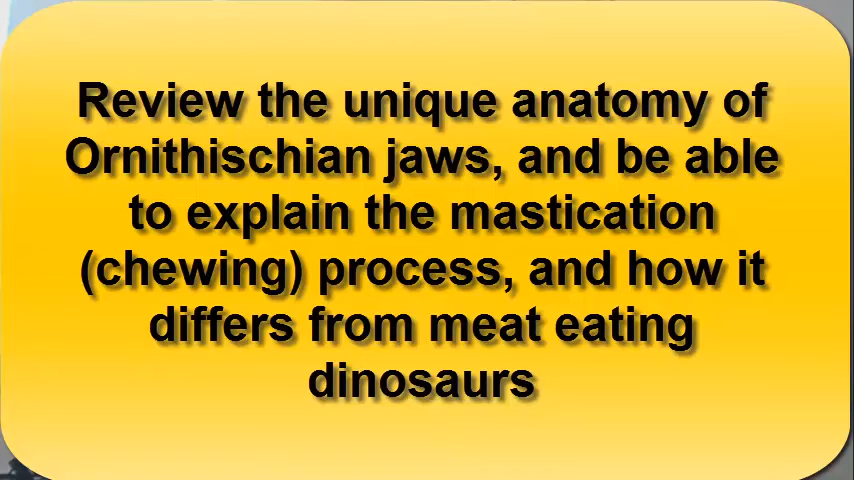 Review the unique anatomy of
Ornithischian jaws, and be able
to explain the mastication
(chewing) process, and how it
differs from meat eating
dinosaurs